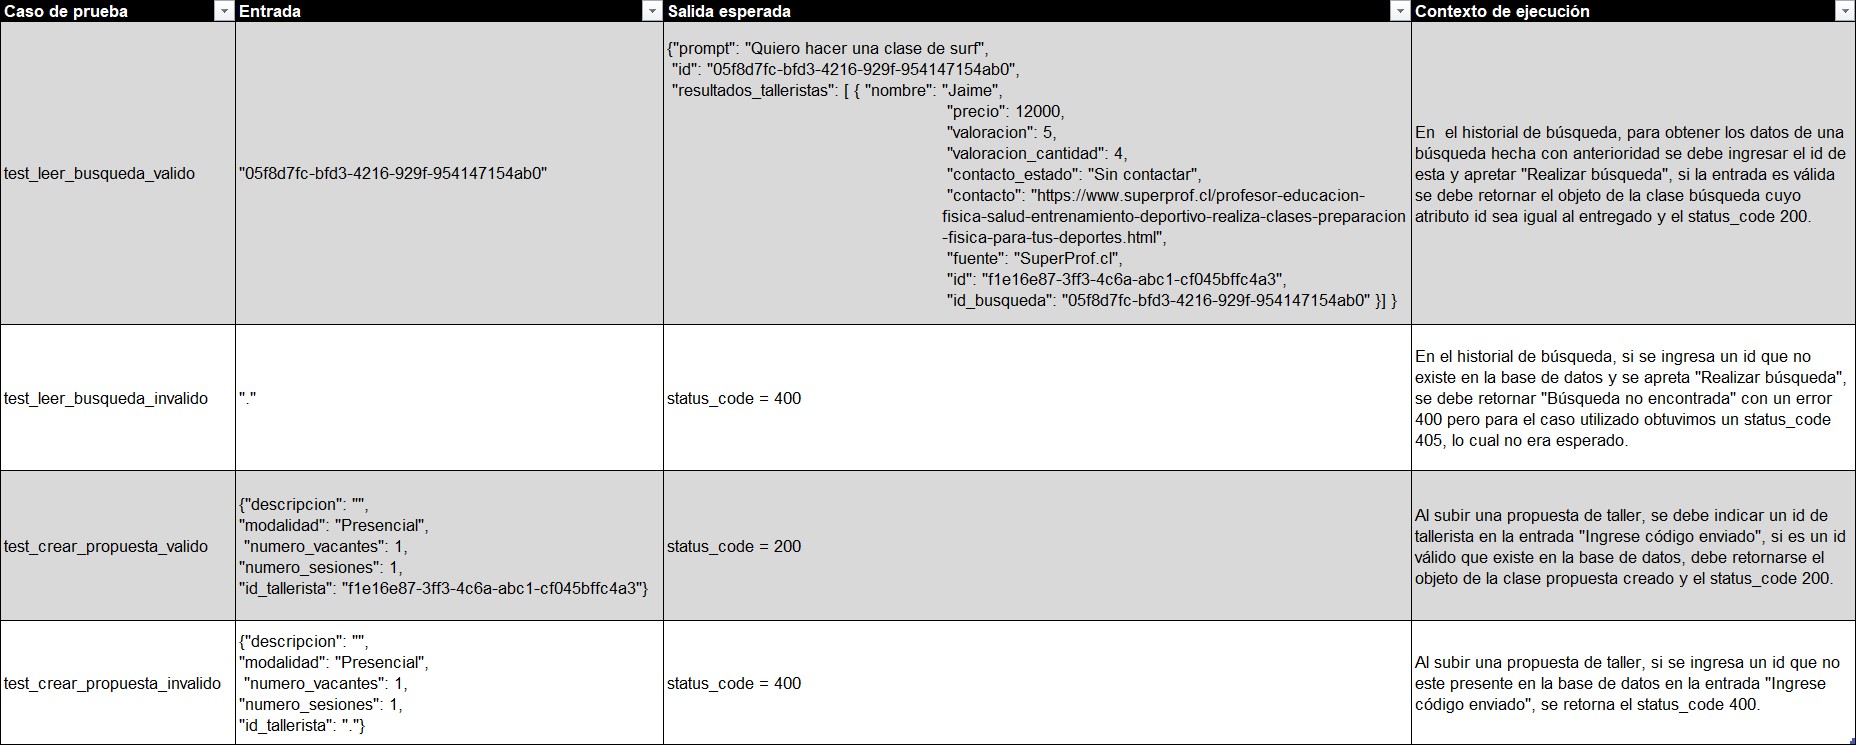 Caso de prueba
Entrada
Salida esperada
Contexto de ejecución
test_leer_busqueda_valido
"05f8d7fc-bfd3-4216-929f-954147154ab0"
{"prompt": "Quiero hacer una clase de surf",
"id": "05f8d7fc-bfd3-4216-929f-954147154ab0",
"resultados_talleristas": [ { "nombre": "Jaime",
"precio": 12000,
"valoracion": 5,
"valoracion_cantidad": 4,
"contacto_estado": "Sin contactar",
"contacto": "https://www.superprof.cl/profesor-educacion-
fisica-salud-entrenamiento-deportivo-realiza-clases-preparacion
-fisica-para-tus-deportes.html",
"fuente": "SuperProf.cl",
"id": "f1e16e87-3ff3-4c6a-abc1-cf045bffc4a3",
"id_busqueda": "05f8d7fc-bfd3-4216-929f-954147154ab0" }] }
En  el historial de búsqueda, para obtener los datos de una
búsqueda hecha con anterioridad se debe ingresar el id de
esta y apretar "Realizar búsqueda", si la entrada es válida
se debe retornar el objeto de la clase búsqueda cuyo
atributo id sea igual al entregado y el status_code 200.
test_leer_busqueda_invalido
"."
status_code = 400
En el historial de búsqueda, si se ingresa un id que no
existe en la base de datos y se apreta "Realizar búsqueda",
se debe retornar "Búsqueda no encontrada" con un error
400 pero para el caso utilizado obtuvimos un status_code
405, lo cual no era esperado.
test_crear_propuesta_valido
{"descripcion": "",
"modalidad": "Presencial",
"numero_vacantes": 1,
"numero_sesiones": 1,
"id_tallerista": "f1e16e87-3ff3-4c6a-abc1-cf045bffc4a3"}
status_code = 200
Al subir una propuesta de taller, se debe indicar un id de
tallerista en la entrada "Ingrese código enviado", si es un id
válido que existe en la base de datos, debe retornarse el
objeto de la clase propuesta creado y el status_code 200.
test_crear_propuesta_invalido
{"descripcion": "",
"modalidad": "Presencial",
"numero_vacantes": 1,
"numero_sesiones": 1,
"id_tallerista": "."}
status_code = 400
Al subir una propuesta de taller, si se ingresa un id que no
este presente en la base de datos en la entrada "Ingrese
código enviado", se retorna el status_code 400.